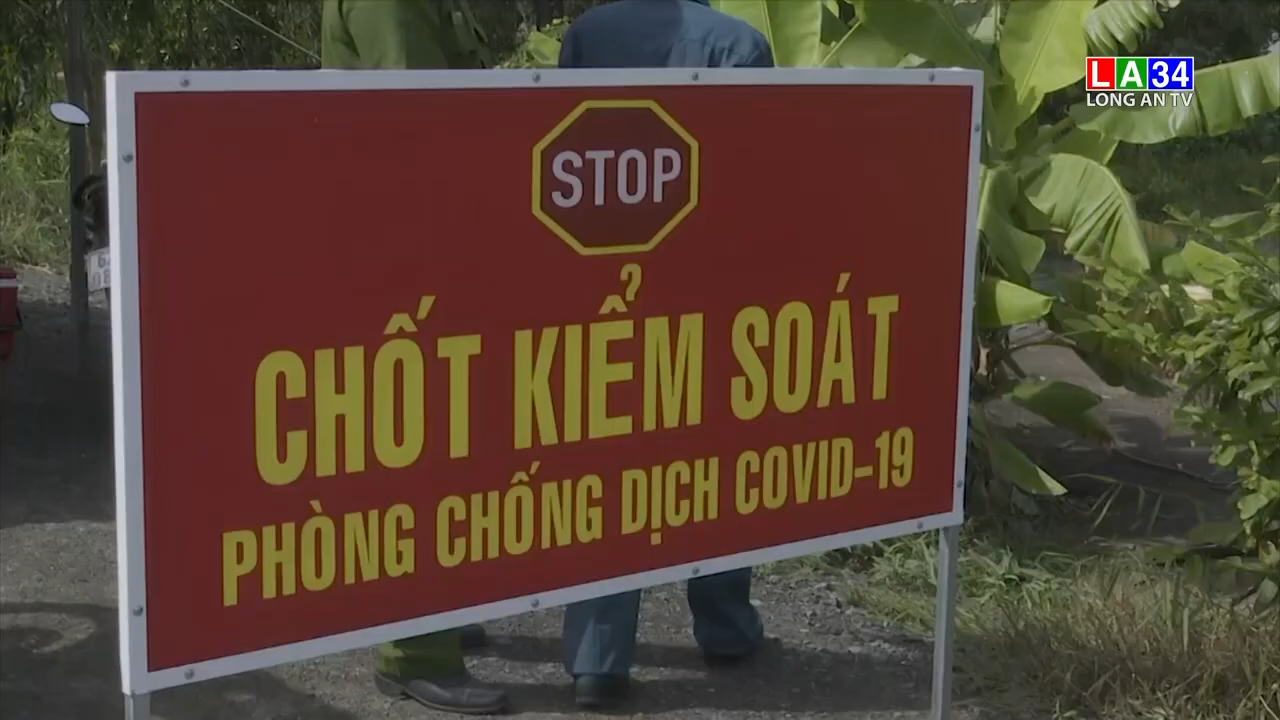 LA34
LONG AN TV
STOP
CHỐT KIỂM SOÁT
PHÒNG CHỐNG DỊCH COVID-19